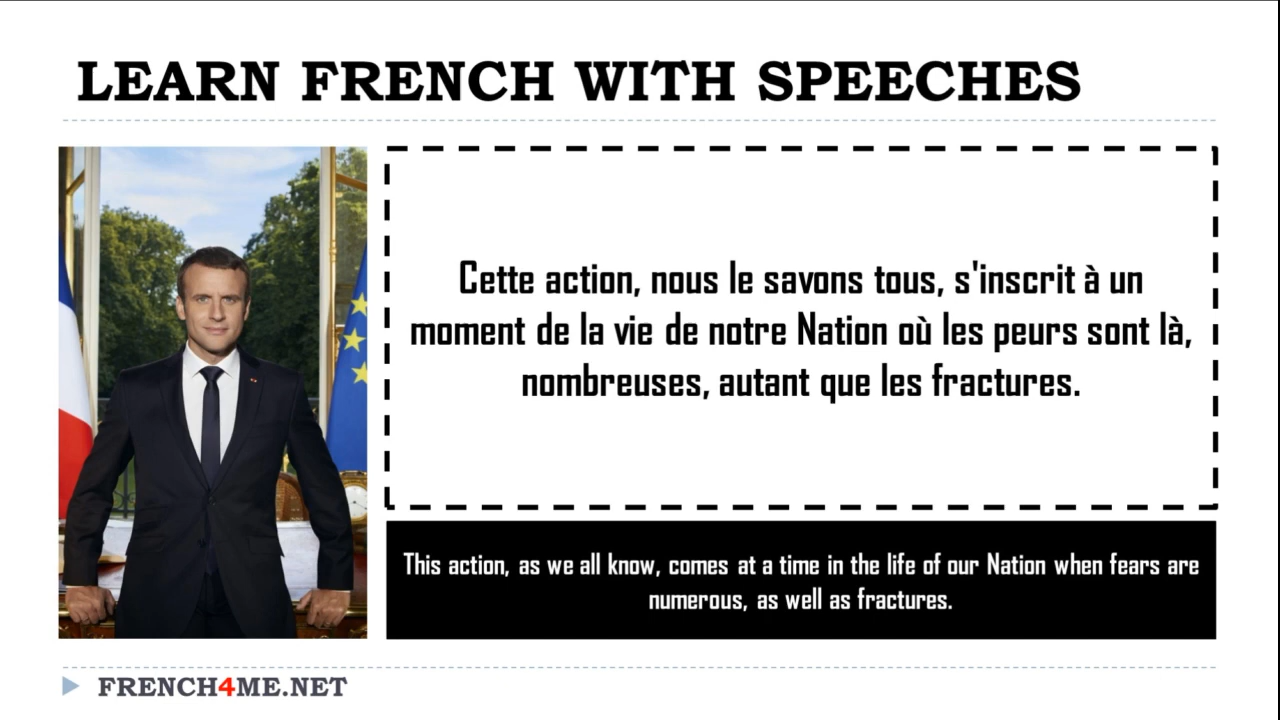 LEARN FRENCH WITH SPEECHES
Cette action, nous le savons tous, s'inscrit à un
moment de la vie de notre Nation où les peurs sont là,
nombreuses, autant que les fractures.
This action, as we all know, comes at a time in the life of our Nation when fears are
numerous, as well as fractures.
FRENCH4ME.NET